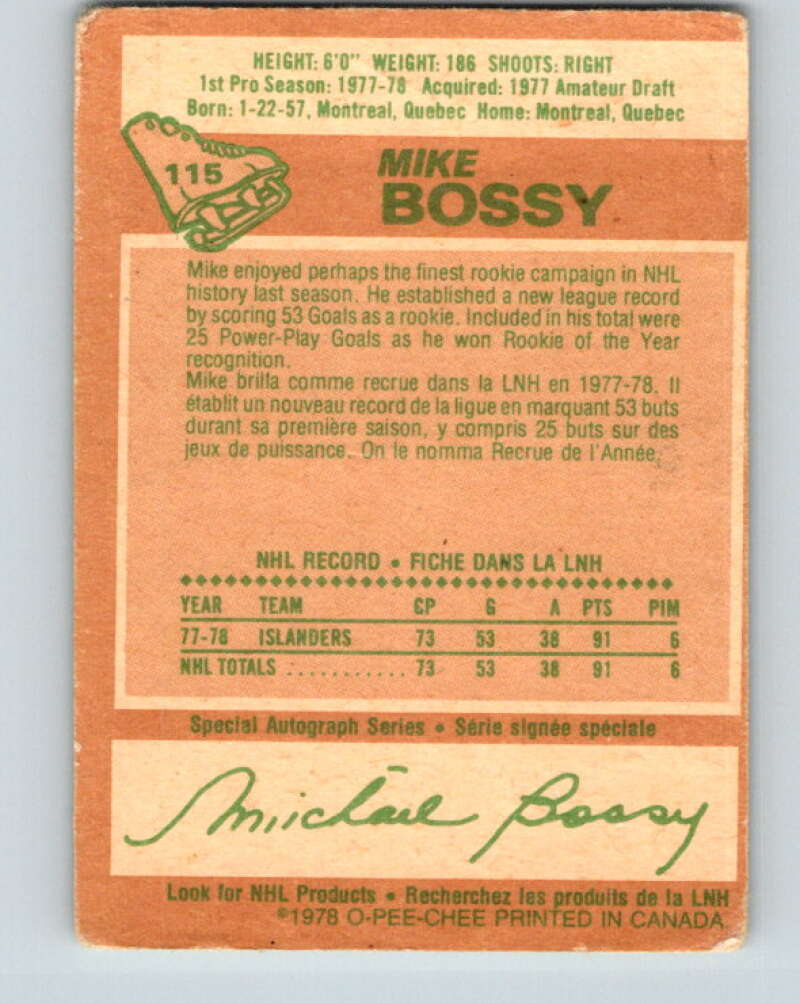 HEIGHT: 6'0" WEIGHT: 186 SHOOTS: RIGHT
1st Pro Season: 1977-78 Acquired: 1977 Amateur Draft
Born: 1-22-57, Montreal, Quebec Home: Montreal, Quebec
115
MIKE
BOSSY
Mike enjoyed perhaps the finest rookie campaign in NHL
history last season. He established a new league record
by scoring 53 Goals as a rookie. Included in his total were
25 Power-Play Goals as he won Rookie of the Year
recognition.
Mike brilla comme recrue dans la LNH en 1977-78. Il
établit un nouveau record de la ligue en marquant 53 buts
durant sa première saison, y compris 25 buts sur des
jeux de puissance. On le nomma Recrue de l'Année.
NHL RECORD • FICHE DANS LA LNH
YEAR TEAM GP G A PTS PIM
77-78 ISLANDERS 73 53 38 91 6
NHL TOTALS ........... 73 53 38 91 6
Special Autograph Series • Série signée spéciale
Michael Bossy
Look for NHL Products • Recherchez les produits de la LNH
©1978 O-PEE-CHEE PRINTED IN CANADA